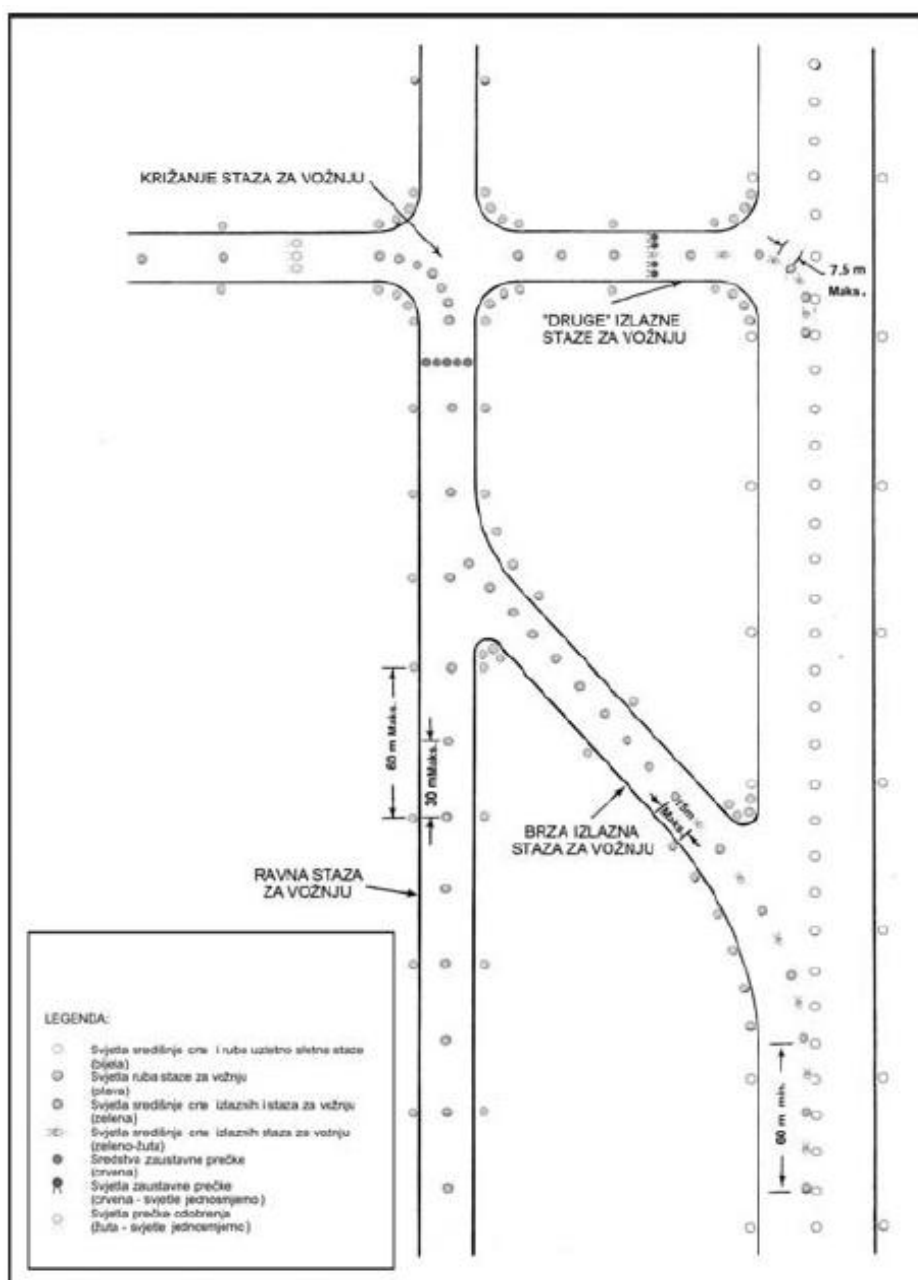 KRIŽANJE STAZA ZA VOŽNJU
7.5 m
Maks.
"DRUGE" IZLAZNE
STAZE ZA VOŽNJU
60 m Maks.
30 m Maks.
15m
Maks.
BRZA IZLAZNA
STAZA ZA VOŽNJU
RAVNA STAZA
ZA VOŽNJU
60 m min.
LEGENDA:
Svjetla središnje crte i ruba uzletno sletne staze
(bijela)
Svjetla ruba staze za vožnju
(plava)
Svjetla središnje crte izlaznih i staza za vožnju
(zelena)
Svjetla središnje crte izlaznih staza za vožnju
(zeleno-žuta)
Sredstva zaustavne prečke
(crvena)
Svjetla zaustavne prečke
(crvena - svjetle jednosmjerno)
Svjetla prečke odobrenja
(žuta - svjetle jednosmjerno)